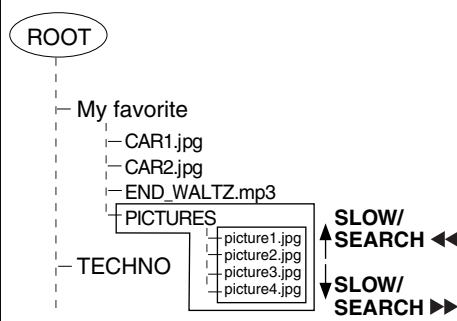 ROOT
My favorite
CAR1.jpg
CAR2.jpg
END_WALTZ.mp3
PICTURES
picture1.jpg
picture2.jpg
picture3.jpg
picture4.jpg
SLOW/
SEARCH ◀◀
TECHNO
SLOW/
SEARCH ▶▶